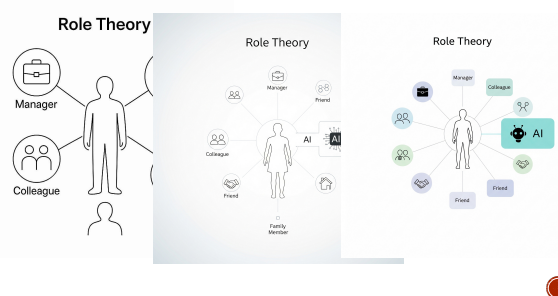 Role Theory
Manager
Colleague
Role Theory
Manager
Friend
Colleague
AI
AI
Friend
Family
Member
Role Theory
Manager
Colleague
AI
Friend
Friend